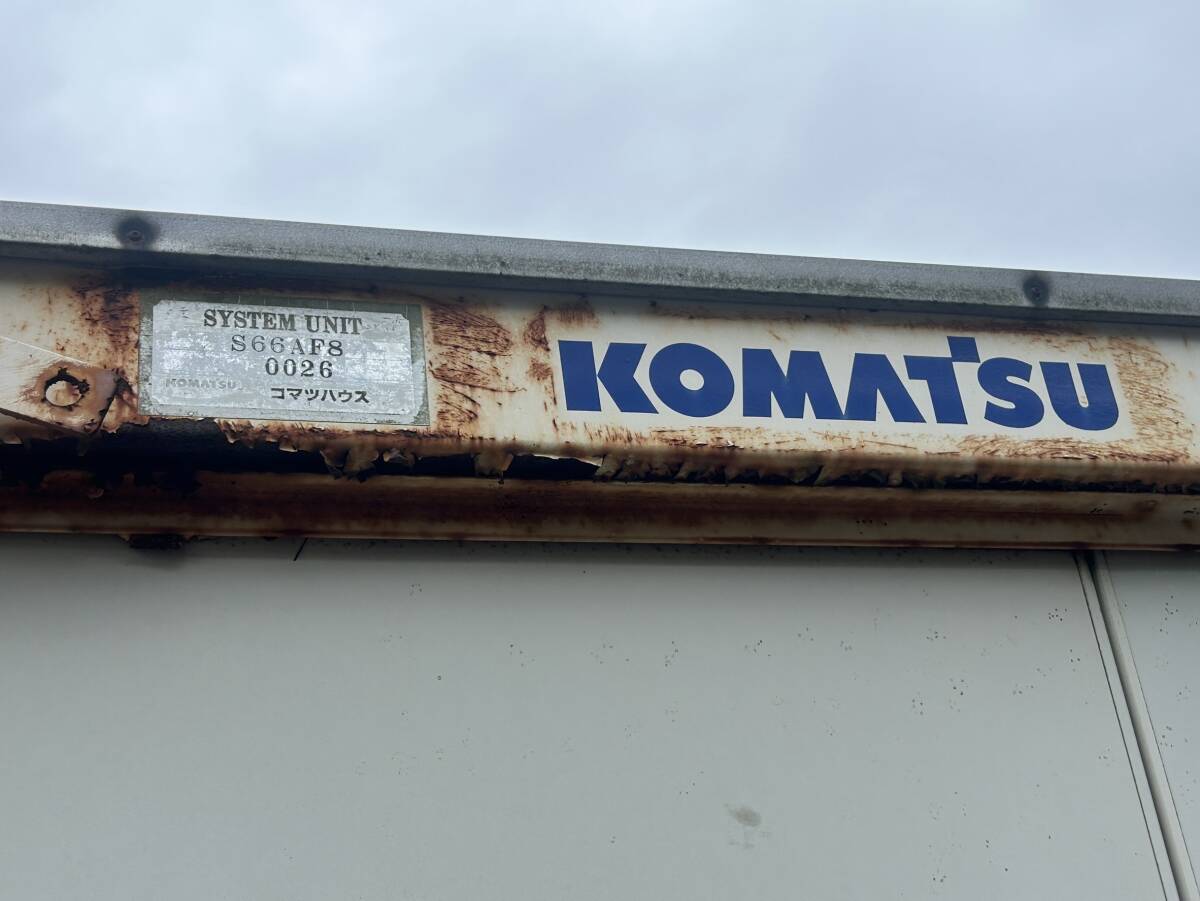 SYSTEM UNIT
S66AF8
0026
KOMATSU コマツハウス
KOMATSU